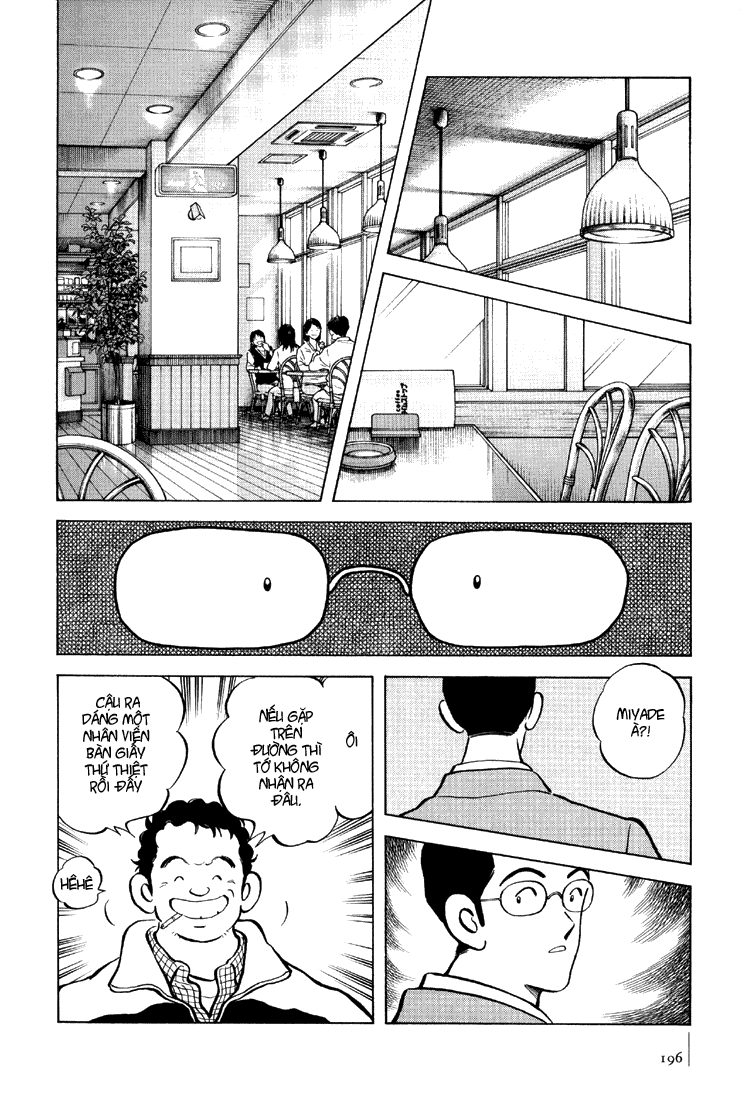 MIYADE
À?!
ÔI
NẾU GẶP
TRÊN
ĐƯỜNG THÌ
TỚ KHÔNG
NHẬN RA
ĐÂU.
CẬU RA
DÁNG MỘT
NHÂN VIÊN
BÀN GIẤY
THỨ THIỆT
RỒI ĐẤY
HÊHÊ
196